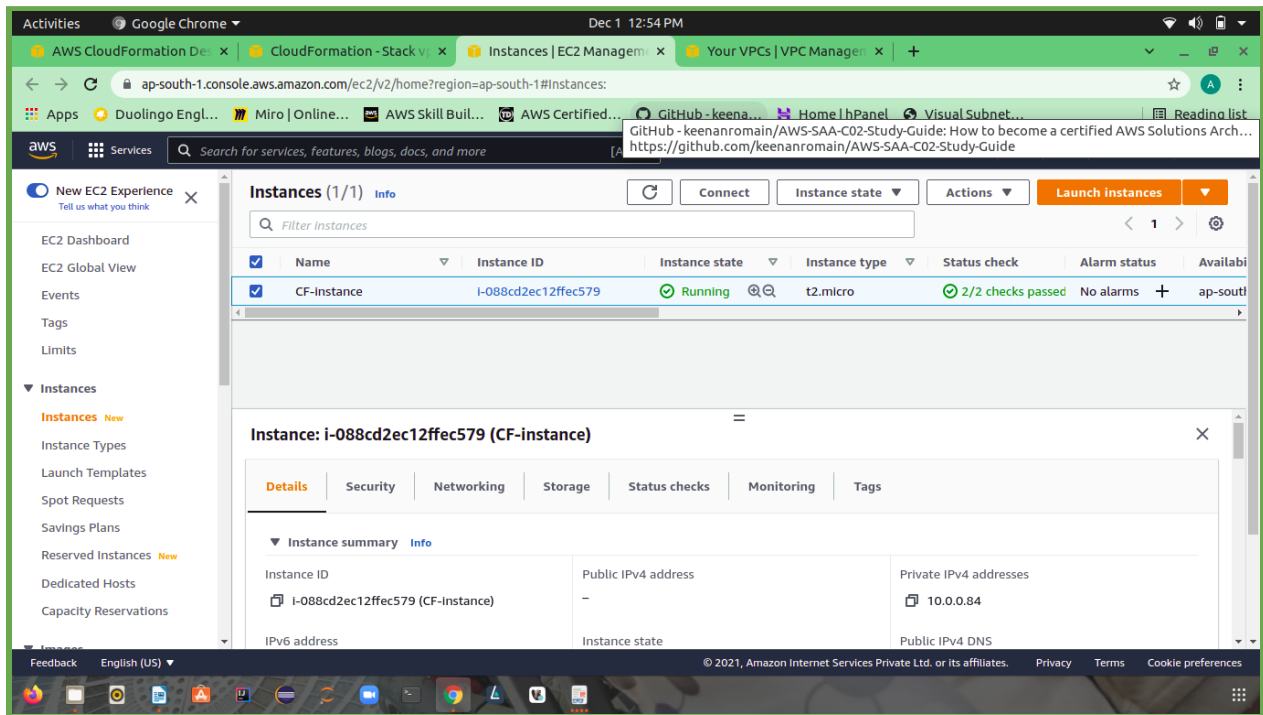 Activities Google Chrome Dec 1 12:54 PM
AWS CloudFormation Des CloudFormation - Stack vp Instances | EC2 Manageme Your VPCs | VPC Managem
ap-south-1.console.aws.amazon.com/ec2/v2/home?region=ap-south-1#Instances: A
Apps Duolingo Engl... Miro | Online... AWS Skill Buil... AWS Certified... GitHub - keena... Home | hPanel Visual Subnet... Reading list
GitHub - keenanromain/AWS-SAA-C02-Study-Guide: How to become a certified AWS Solutions Arch...
https://github.com/keenanromain/AWS-SAA-C02-Study-Guide
aws Services Search for services, features, blogs, docs, and more
New EC2 Experience
Tell us what you think
EC2 Dashboard
EC2 Global View
Events
Tags
Limits
Instances
Instances New
Instance Types
Launch Templates
Spot Requests
Savings Plans
Reserved Instances New
Dedicated Hosts
Capacity Reservations
Images
Instances (1/1) Info Connect Instance state Actions Launch instances
Filter instances 1
Name Instance ID Instance state Instance type Status check Alarm status Availabi
CF-instance i-088cd2ec12ffec579 Running t2.micro 2/2 checks passed No alarms ap-south
Instance: i-088cd2ec12ffec579 (CF-instance)
Details Security Networking Storage Status checks Monitoring Tags
Instance summary Info
Instance ID Public IPv4 address Private IPv4 addresses
i-088cd2ec12ffec579 (CF-instance) – 10.0.0.84
IPv6 address Instance state Public IPv4 DNS
Feedback English (US) © 2021, Amazon Internet Services Private Ltd. or its affiliates. Privacy Terms Cookie preferences